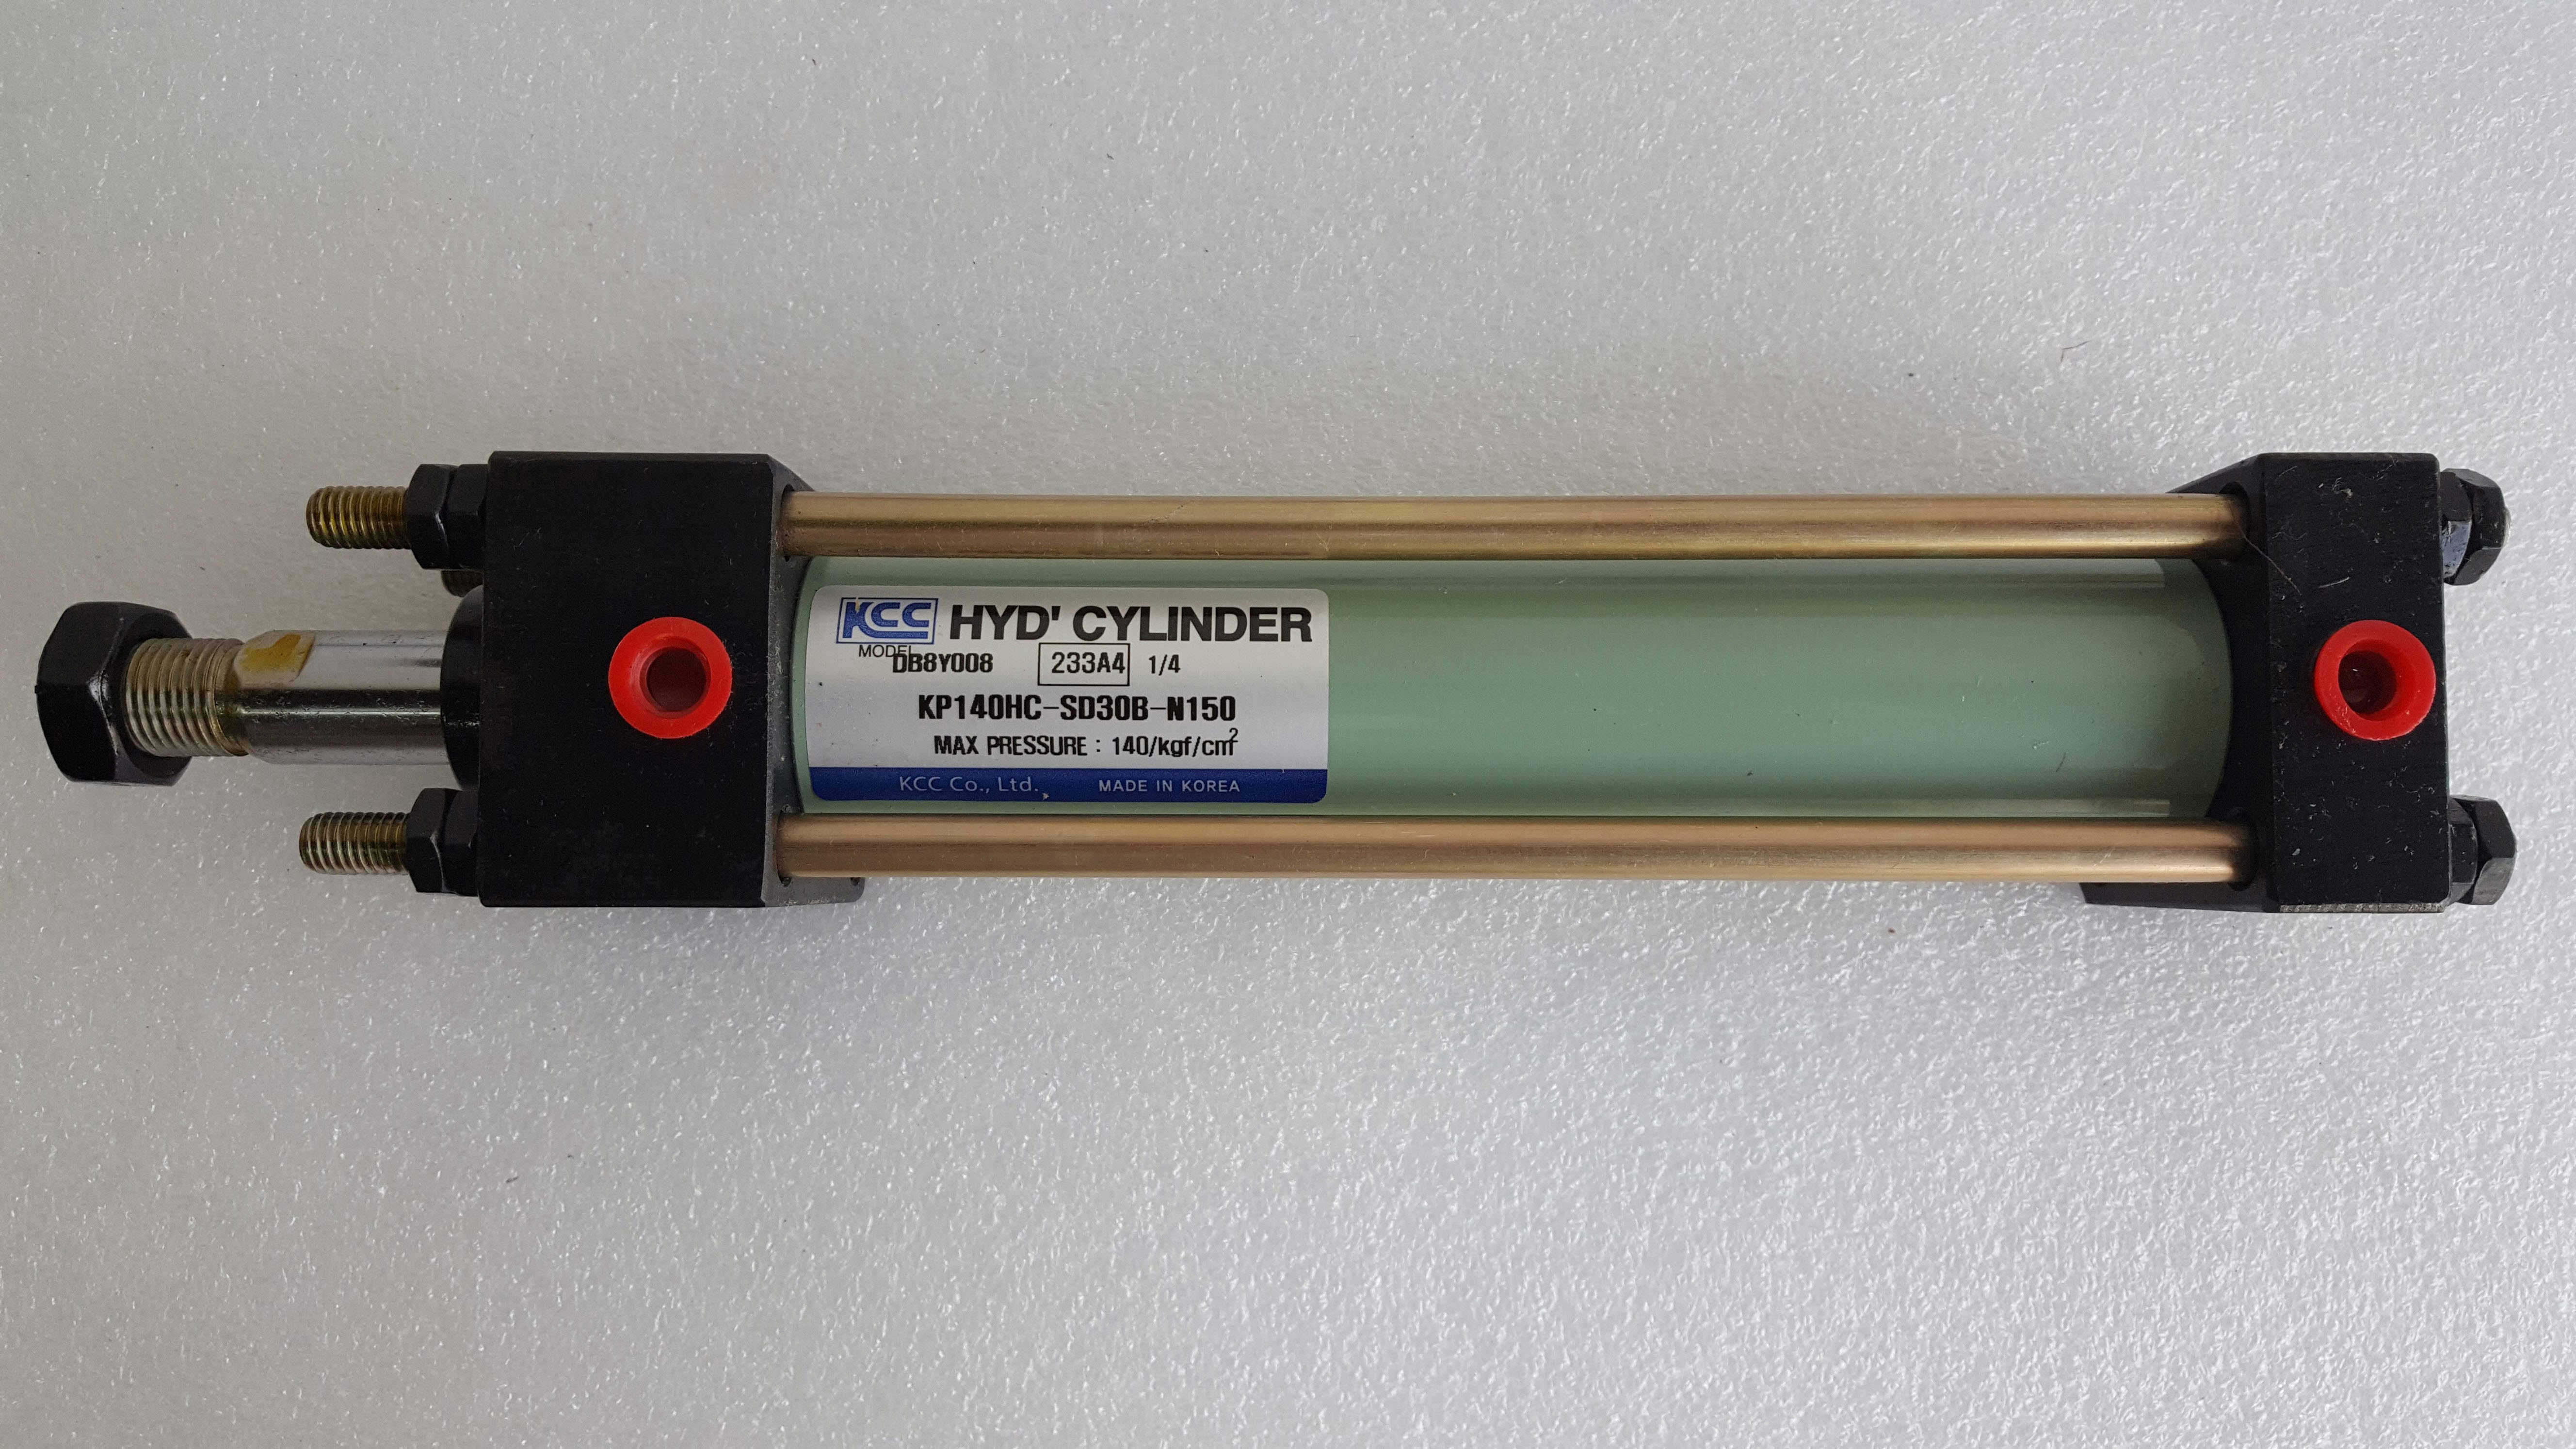 KCC HYD' CYLINDER
MODEL DB8Y008 233A4 1/4
KP140HC-SD30B-N150
MAX PRESSURE : 140/kgf/cm²
KCC Co., Ltd. MADE IN KOREA